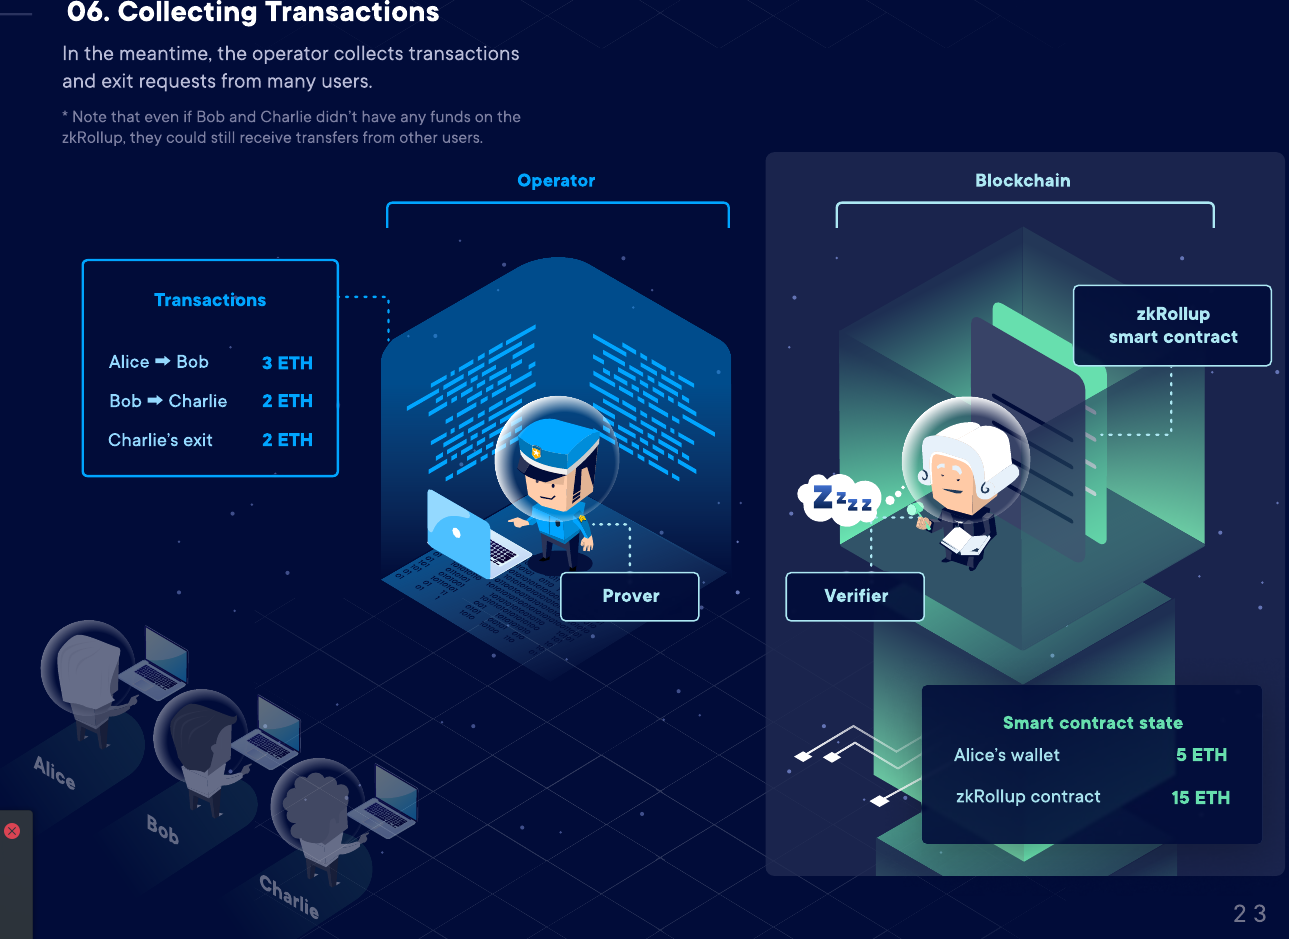 06. Collecting Transactions
In the meantime, the operator collects transactions
and exit requests from many users.
* Note that even if Bob and Charlie didn't have any funds on the
zkRollup, they could still receive transfers from other users.
Operator
Blockchain
Transactions
Alice ➡ Bob 3 ETH
Bob ➡ Charlie 2 ETH
Charlie's exit 2 ETH
zkRollup
smart contract
Zzzz
Prover
Verifier
Alice
Bob
Charlie
Smart contract state
Alice's wallet 5 ETH
zkRollup contract 15 ETH
23